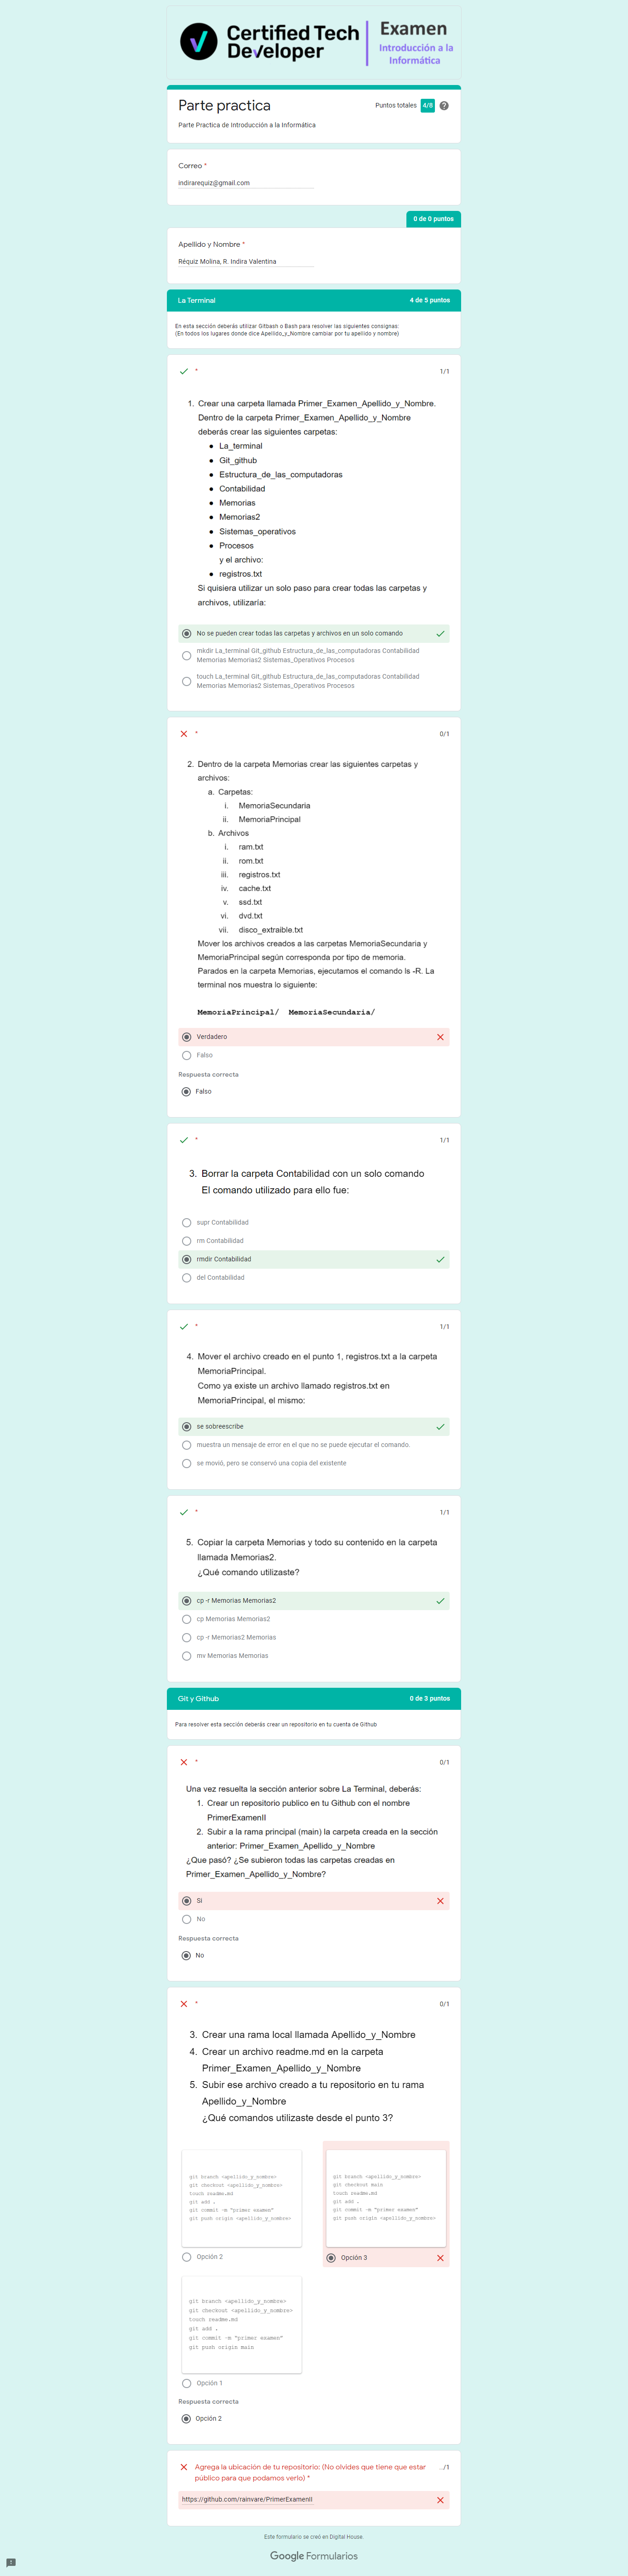 Certified Tech
Developer
Examen
Introducción a la
Informática
Parte practica
Puntos totales 4/8
Parte Practica de Introducción a la Informática
Correo *
indirarequiz@gmail.com
0 de 0 puntos
Apellido y Nombre *
Réquiz Molina, R. Indira Valentina
La Terminal 4 de 5 puntos
En esta sección deberás utilizar Gitbash o Bash para resolver las siguientes consignas:
(En todos los lugares donde dice Apellido_y_Nombre cambiar por tu apellido y nombre)
* 1/1
1. Crear una carpeta llamada Primer_Examen_Apellido_y_Nombre.
Dentro de la carpeta Primer_Examen_Apellido_y_Nombre
deberás crear las siguientes carpetas:
● La_terminal
● Git_github
● Estructura_de_las_computadoras
● Contabilidad
● Memorias
● Memorias2
● Sistemas_operativos
● Procesos
y el archivo:
● registros.txt
Si quisiera utilizar un solo paso para crear todas las carpetas y
archivos, utilizaría:
No se pueden crear todas las carpetas y archivos en un solo comando
mkdir La_terminal Git_github Estructura_de_las_computadoras Contabilidad
Memorias Memorias2 Sistemas_Operativos Procesos
touch La_terminal Git_github Estructura_de_las_computadoras Contabilidad
Memorias Memorias2 Sistemas_Operativos Procesos
* 0/1
2. Dentro de la carpeta Memorias crear las siguientes carpetas y
archivos:
a. Carpetas:
i. MemoriaSecundaria
ii. MemoriaPrincipal
b. Archivos
i. ram.txt
ii. rom.txt
iii. registros.txt
iv. cache.txt
v. ssd.txt
vi. dvd.txt
vii. disco_extraible.txt
Mover los archivos creados a las carpetas MemoriaSecundaria y
MemoriaPrincipal según corresponda por tipo de memoria.
Parados en la carpeta Memorias, ejecutamos el comando ls -R. La
terminal nos muestra lo siguiente:
MemoriaPrincipal/ MemoriaSecundaria/
Verdadero
Falso
Respuesta correcta
Falso
* 1/1
3. Borrar la carpeta Contabilidad con un solo comando
El comando utilizado para ello fue:
supr Contabilidad
rm Contabilidad
rmdir Contabilidad
del Contabilidad
* 1/1
4. Mover el archivo creado en el punto 1, registros.txt a la carpeta
MemoriaPrincipal.
Como ya existe un archivo llamado registros.txt en
MemoriaPrincipal, el mismo:
se sobreescribe
muestra un mensaje de error en el que no se puede ejecutar el comando.
se movió, pero se conservó una copia del existente
* 1/1
5. Copiar la carpeta Memorias y todo su contenido en la carpeta
llamada Memorias2.
¿Qué comando utilizaste?
cp -r Memorias Memorias2
cp Memorias Memorias2
cp -r Memorias2 Memorias
mv Memorias Memorias
Git y Github 0 de 3 puntos
Para resolver esta sección deberás crear un repositorio en tu cuenta de Github
* 0/1
Una vez resuelta la sección anterior sobre La Terminal, deberás:
1. Crear un repositorio publico en tu Github con el nombre
PrimerExamenII
2. Subir a la rama principal (main) la carpeta creada en la sección
anterior: Primer_Examen_Apellido_y_Nombre
¿Que pasó? ¿Se subieron todas las carpetas creadas en
Primer_Examen_Apellido_y_Nombre?
Si
No
Respuesta correcta
No
* 0/1
3. Crear una rama local llamada Apellido_y_Nombre
4. Crear un archivo readme.md en la carpeta
Primer_Examen_Apellido_y_Nombre
5. Subir ese archivo creado a tu repositorio en tu rama
Apellido_y_Nombre
¿Qué comandos utilizaste desde el punto 3?
git branch <apellido_y_nombre>
git checkout <apellido_y_nombre>
touch readme.md
git add .
git commit -m "primer examen"
git push origin <apellido_y_nombre>
Opción 2
git branch <apellido_y_nombre>
git checkout main
touch readme.md
git add .
git commit -m "primer examen"
git push origin <apellido_y_nombre>
Opción 3
git branch <apellido_y_nombre>
git checkout <apellido_y_nombre>
touch readme.md
git add .
git commit -m "primer examen"
git push origin main
Opción 1
Respuesta correcta
Opción 2
Agrega la ubicación de tu repositorio: (No olvides que tiene que estar …/1
público para que podamos verlo) *
https://github.com/rainvare/PrimerExamenII
Este formulario se creó en Digital House.
Google Formularios